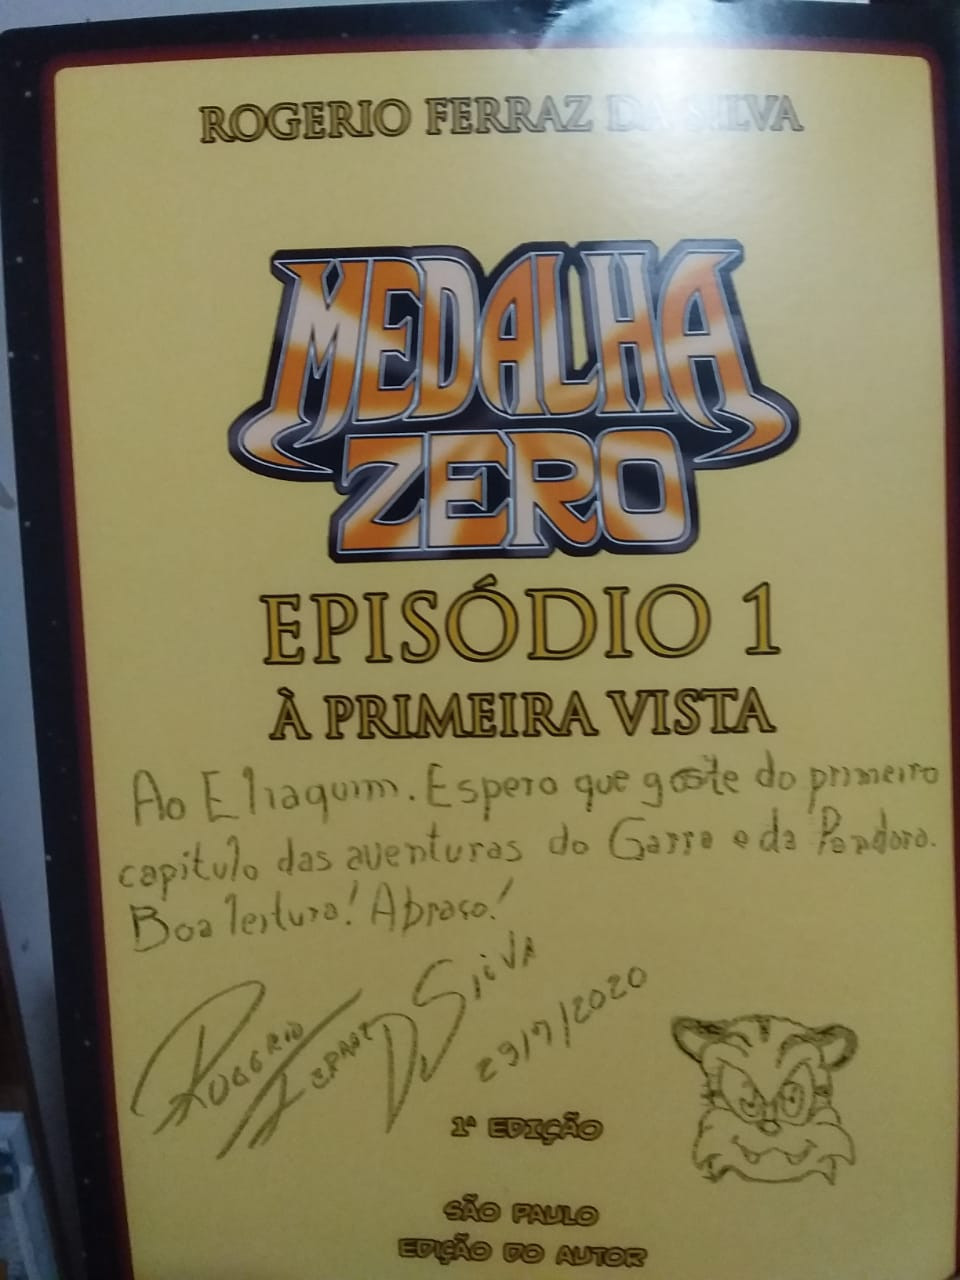 ROGERIO FERRAZ DA SILVA
MEDALHA
ZERO
EPISÓDIO 1
À PRIMEIRA VISTA
Ao Eliaquim. Espero que goste do primeiro
capitulo das aventuras do Garra e da Pandora.
Boa leitura! Abraço!
ROGERIO FERRAZ DA SILVA
29/7/2020
1ª EDIÇÃO
SÃO PAULO
EDIÇÃO DO AUTOR